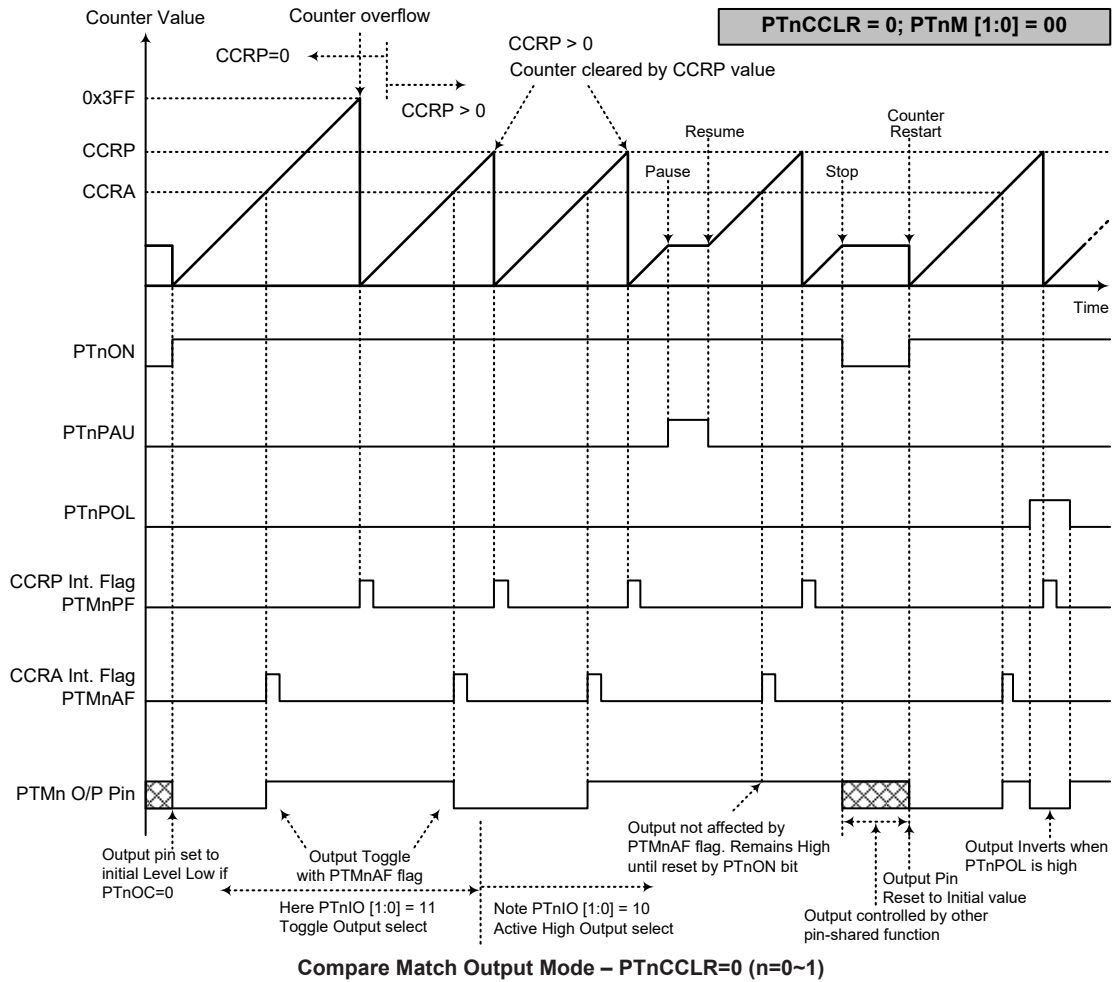 Counter Value
Counter overflow
PTnCCLR = 0; PTnM [1:0] = 00
CCRP=0
CCRP > 0
CCRP > 0
Counter cleared by CCRP value
0x3FF
CCRP
CCRA
Pause
Resume
Stop
Counter
Restart
Time
PTnON
PTnPAU
PTnPOL
CCRP Int. Flag
PTMnPF
CCRA Int. Flag
PTMnAF
PTMn O/P Pin
Output pin set to
initial Level Low if
PTnOC=0
Output Toggle
with PTMnAF flag
Here PTnIO [1:0] = 11
Toggle Output select
Note PTnIO [1:0] = 10
Active High Output select
Output not affected by
PTMnAF flag. Remains High
until reset by PTnON bit
Output Pin
Reset to Initial value
Output controlled by other
pin-shared function
Output Inverts when
PTnPOL is high
Compare Match Output Mode – PTnCCLR=0 (n=0~1)